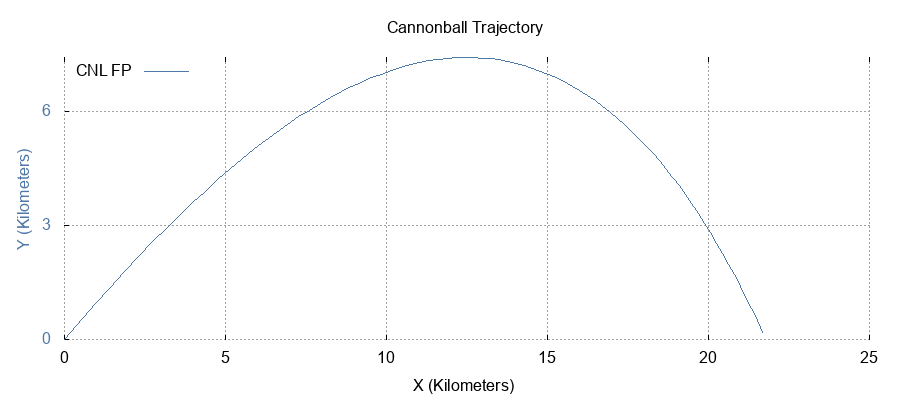 Cannonball Trajectory
CNL FP
6
3
0
Y (Kilometers)
0 5 10 15 20 25
X (Kilometers)